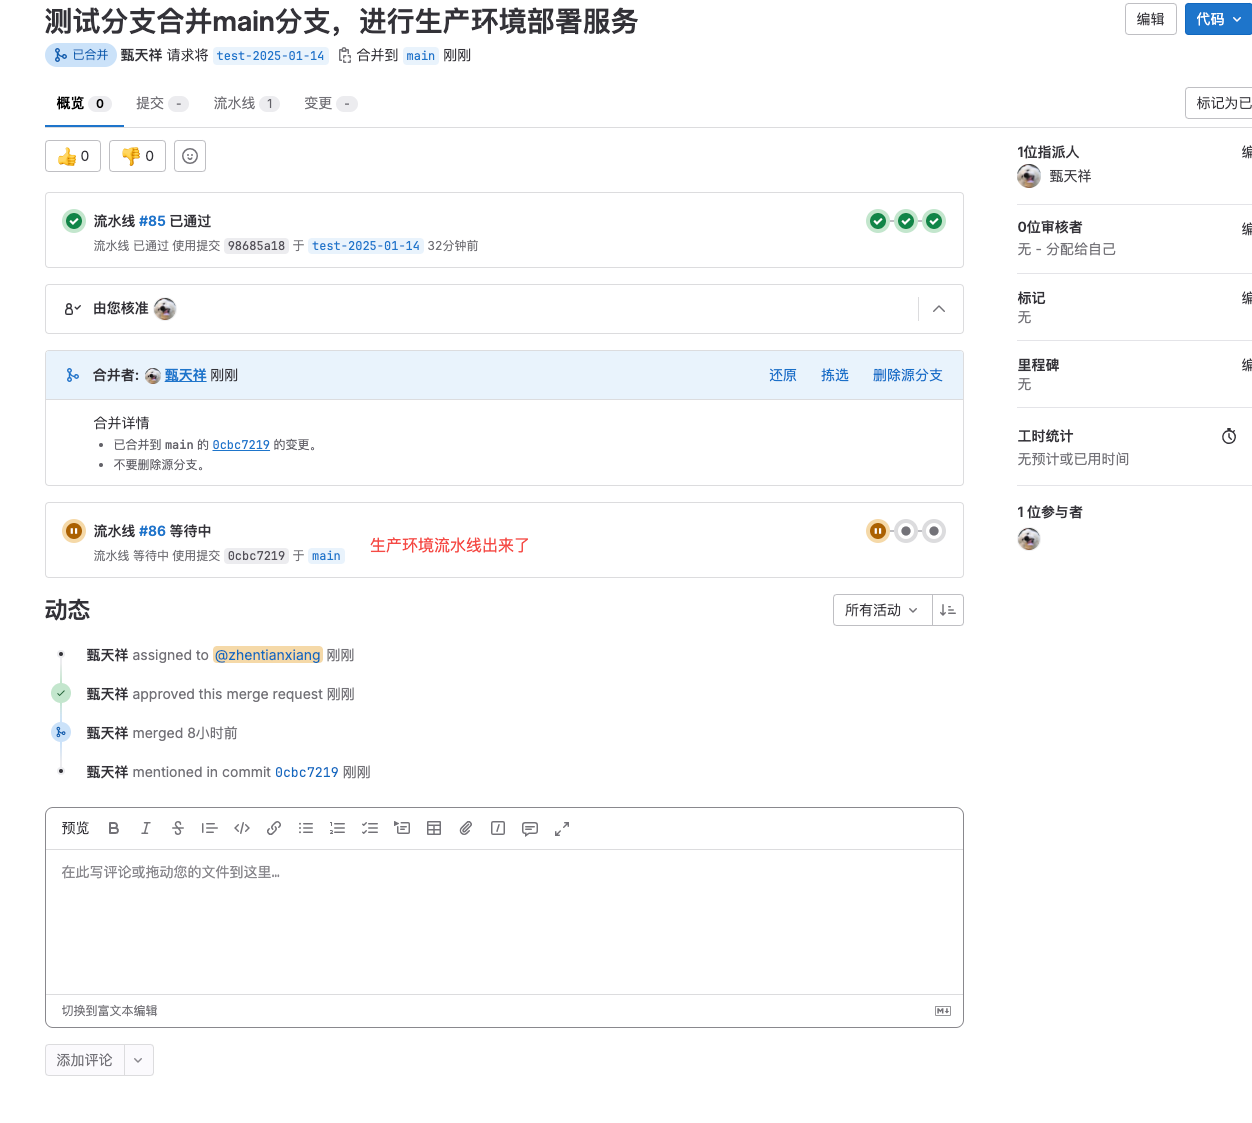 测试分支合并main分支，进行生产环境部署服务
编辑
代码
已合并 甄天祥 请求将 test-2025-01-14 合并到 main 刚刚
概览 0 提交 - 流水线 1 变更 -
标记为已
👍 0 👎 0
流水线 #85 已通过
流水线 已通过 使用提交 98685a18 于 test-2025-01-14 32分钟前
由您核准
合并者: 甄天祥 刚刚
还原 拣选 删除源分支
合并详情
已合并到 main 的 0cbc7219 的变更。
不要删除源分支。
流水线 #86 等待中
流水线 等待中 使用提交 0cbc7219 于 main
生产环境流水线出来了
动态
所有活动
甄天祥 assigned to @zhentianxiang 刚刚
甄天祥 approved this merge request 刚刚
甄天祥 merged 8小时前
甄天祥 mentioned in commit 0cbc7219 刚刚
预览
在此写评论或拖动您的文件到这里…
切换到富文本编辑
添加评论
1位指派人
甄天祥
0位审核者
无 - 分配给自己
标记
无
里程碑
无
工时统计
无预计或已用时间
1 位参与者